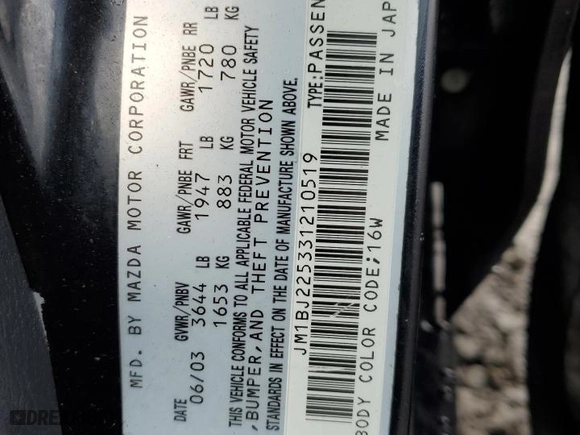 MFD. BY MAZDA MOTOR CORPORATION
DATE GVWR/PNBV GAWR/PNBE FRT GAWR/PNBE RR
06/03 3644 LB 1947 LB 1720 LB
1653 KG 883 KG 780 KG
THIS VEHICLE CONFORMS TO ALL APPLICABLE FEDERAL MOTOR VEHICLE SAFETY
,BUMPER, AND THEFT PREVENTION
STANDARDS IN EFFECT ON THE DATE OF MANUFACTURE SHOWN ABOVE.
JM1BJ225331210519 TYPE:PASSEN
BODY COLOR CODE;16W MADE IN JAP